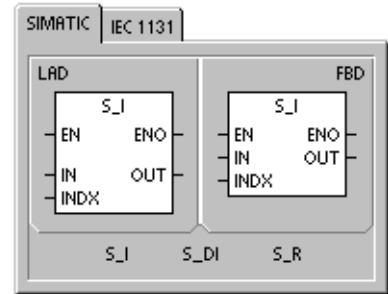 SIMATIC IEC 1131
LAD FBD
S_I S_I
EN ENO EN ENO
IN OUT IN OUT
INDX INDX
S_I S_DI S_R